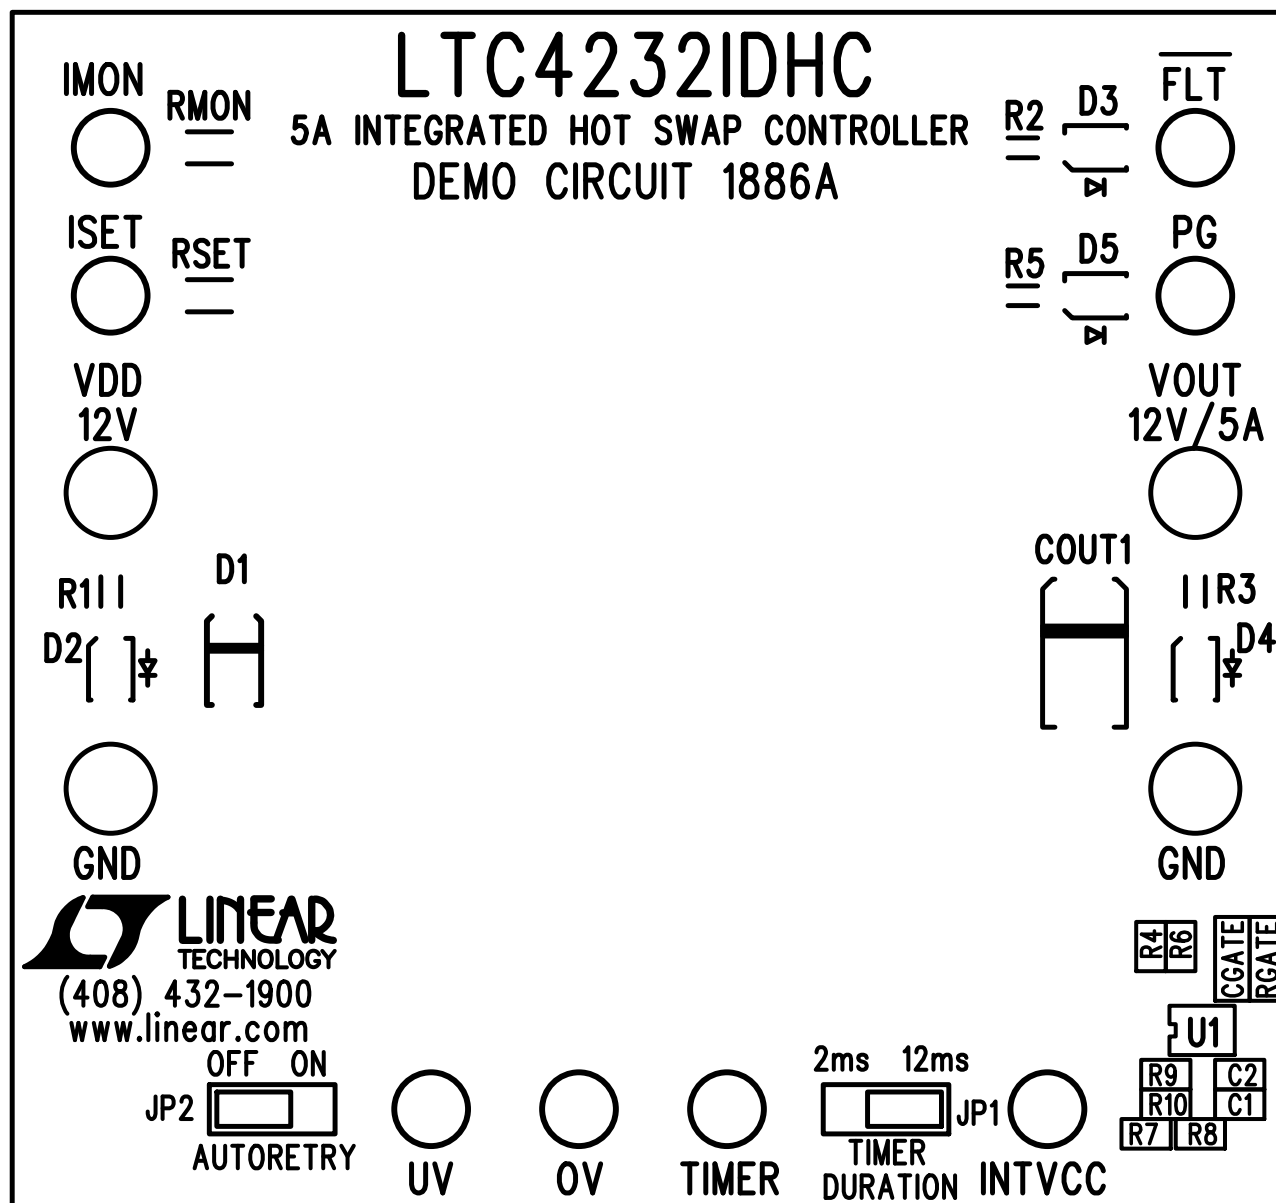 LTC4232IDHC
5A INTEGRATED HOT SWAP CONTROLLER
DEMO CIRCUIT 1886A
IMON
RMON
ISET
RSET
VDD
12V
R1
D1
D2
GND
R2
D3
FLT
R5
D5
PG
VOUT
12V/5A
COUT1
R3
D4
GND
LINEAR
TECHNOLOGY
(408) 432-1900
www.linear.com
OFF ON
JP2
AUTORETRY
UV
OV
TIMER
2ms 12ms
JP1
TIMER
DURATION
INTVCC
R4
R6
CGATE
RGATE
U1
R9
C2
R10
C1
R7
R8